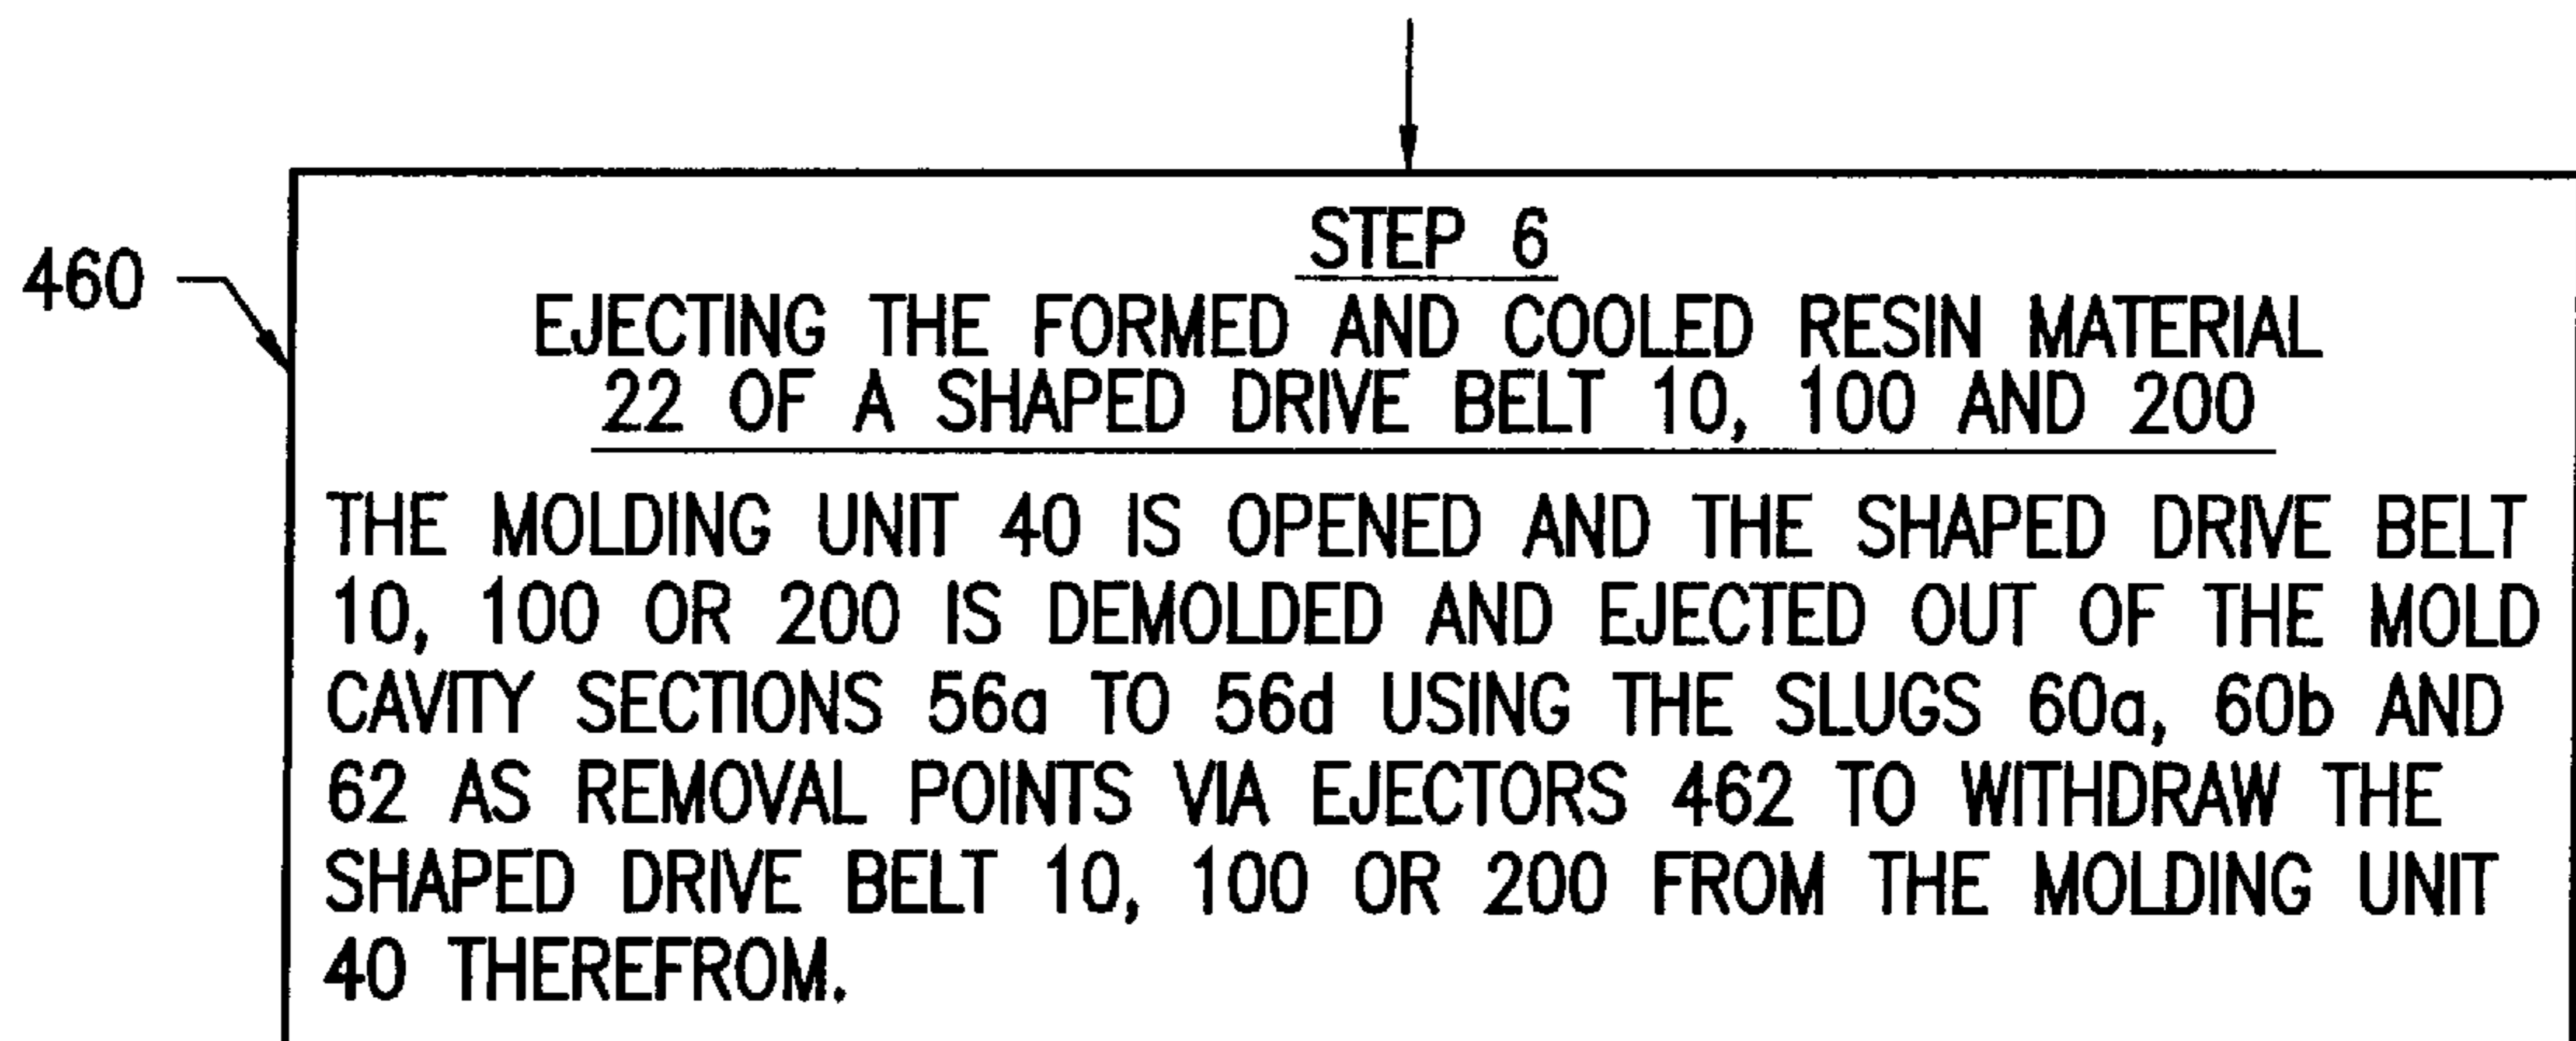 STEP 6
460
EJECTING THE FORMED AND COOLED RESIN MATERIAL
22 OF A SHAPED DRIVE BELT 10, 100 AND 200
THE MOLDING UNIT 40 IS OPENED AND THE SHAPED DRIVE BELT
10, 100 OR 200 IS DEMOLDED AND EJECTED OUT OF THE MOLD
CAVITY SECTIONS 56a TO 56d USING THE SLUGS 60a, 60b AND
62 AS REMOVAL POINTS VIA EJECTORS 462 TO WITHDRAW THE
SHAPED DRIVE BELT 10, 100 OR 200 FROM THE MOLDING UNIT
40 THEREFROM.